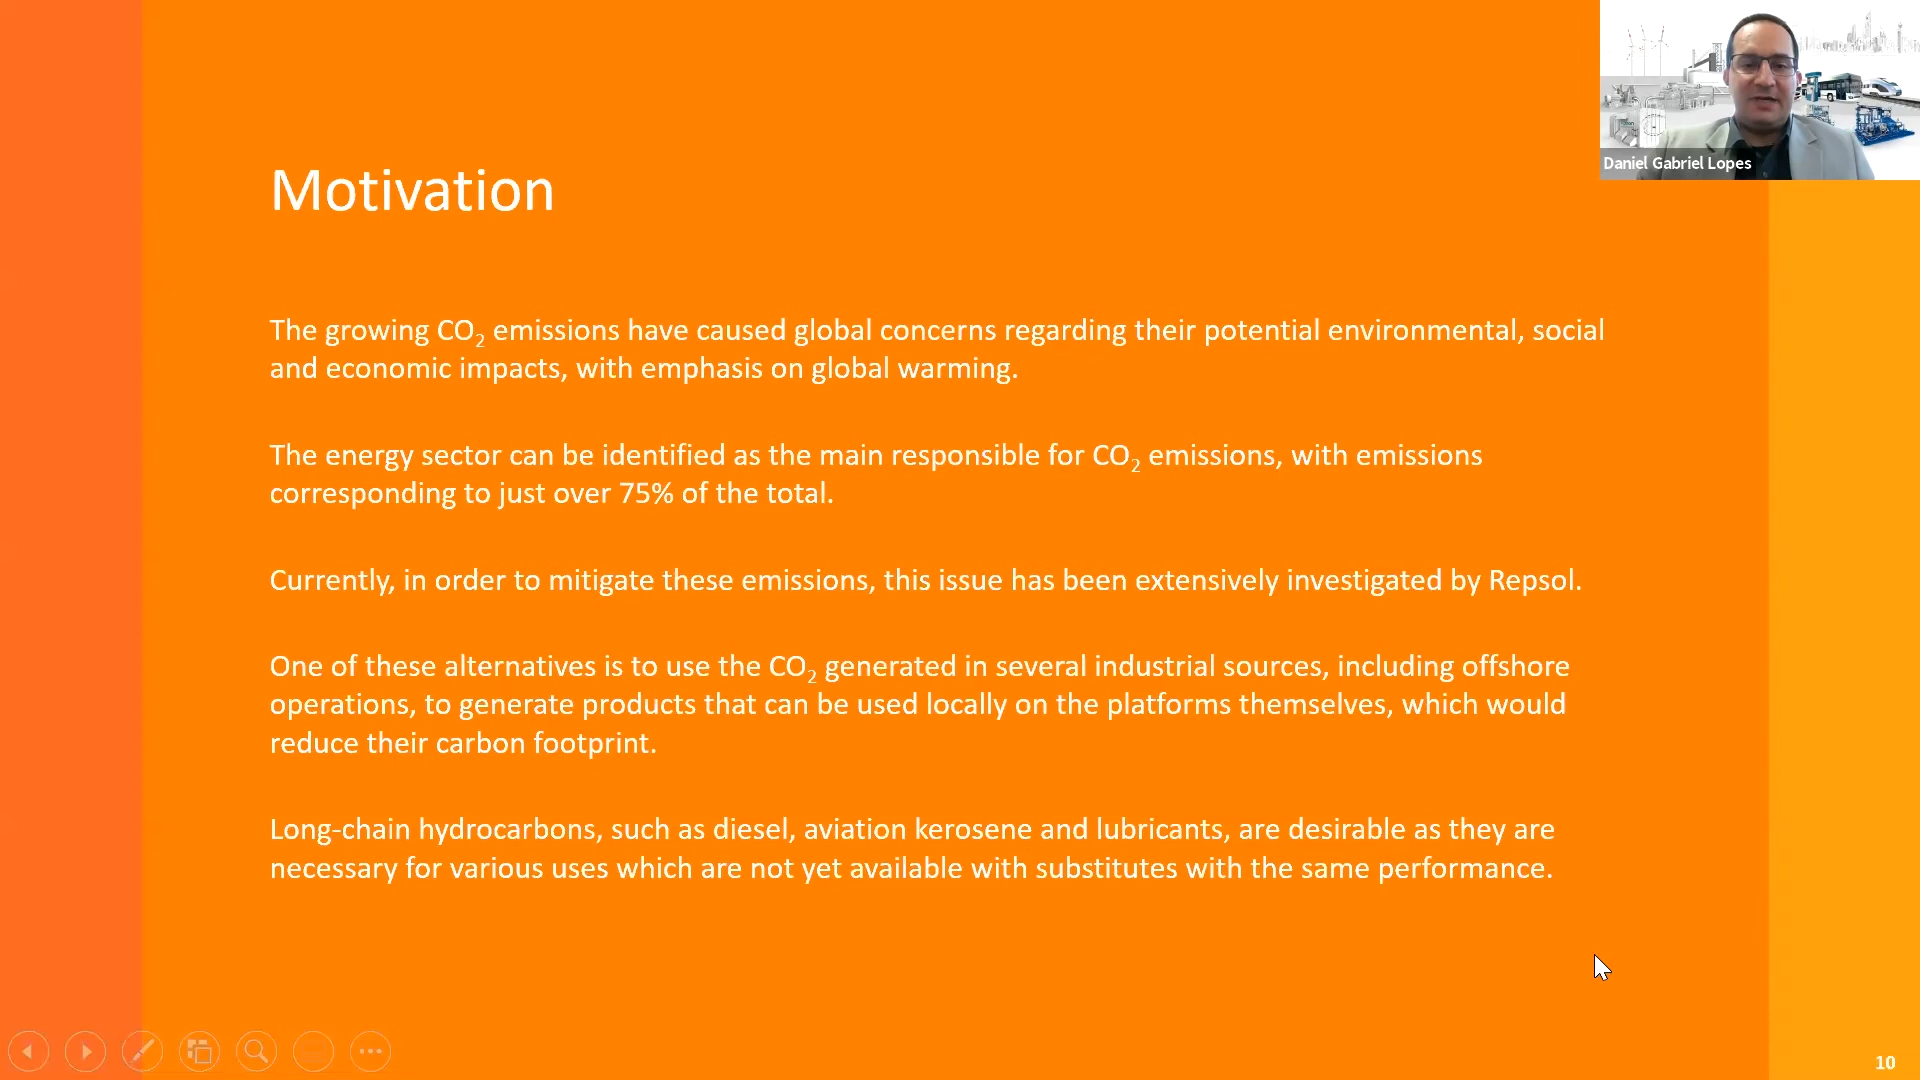 Daniel Gabriel Lopes
Motivation
The growing CO₂ emissions have caused global concerns regarding their potential environmental, social
and economic impacts, with emphasis on global warming.
The energy sector can be identified as the main responsible for CO₂ emissions, with emissions
corresponding to just over 75% of the total.
Currently, in order to mitigate these emissions, this issue has been extensively investigated by Repsol.
One of these alternatives is to use the CO₂ generated in several industrial sources, including offshore
operations, to generate products that can be used locally on the platforms themselves, which would
reduce their carbon footprint.
Long-chain hydrocarbons, such as diesel, aviation kerosene and lubricants, are desirable as they are
necessary for various uses which are not yet available with substitutes with the same performance.
10